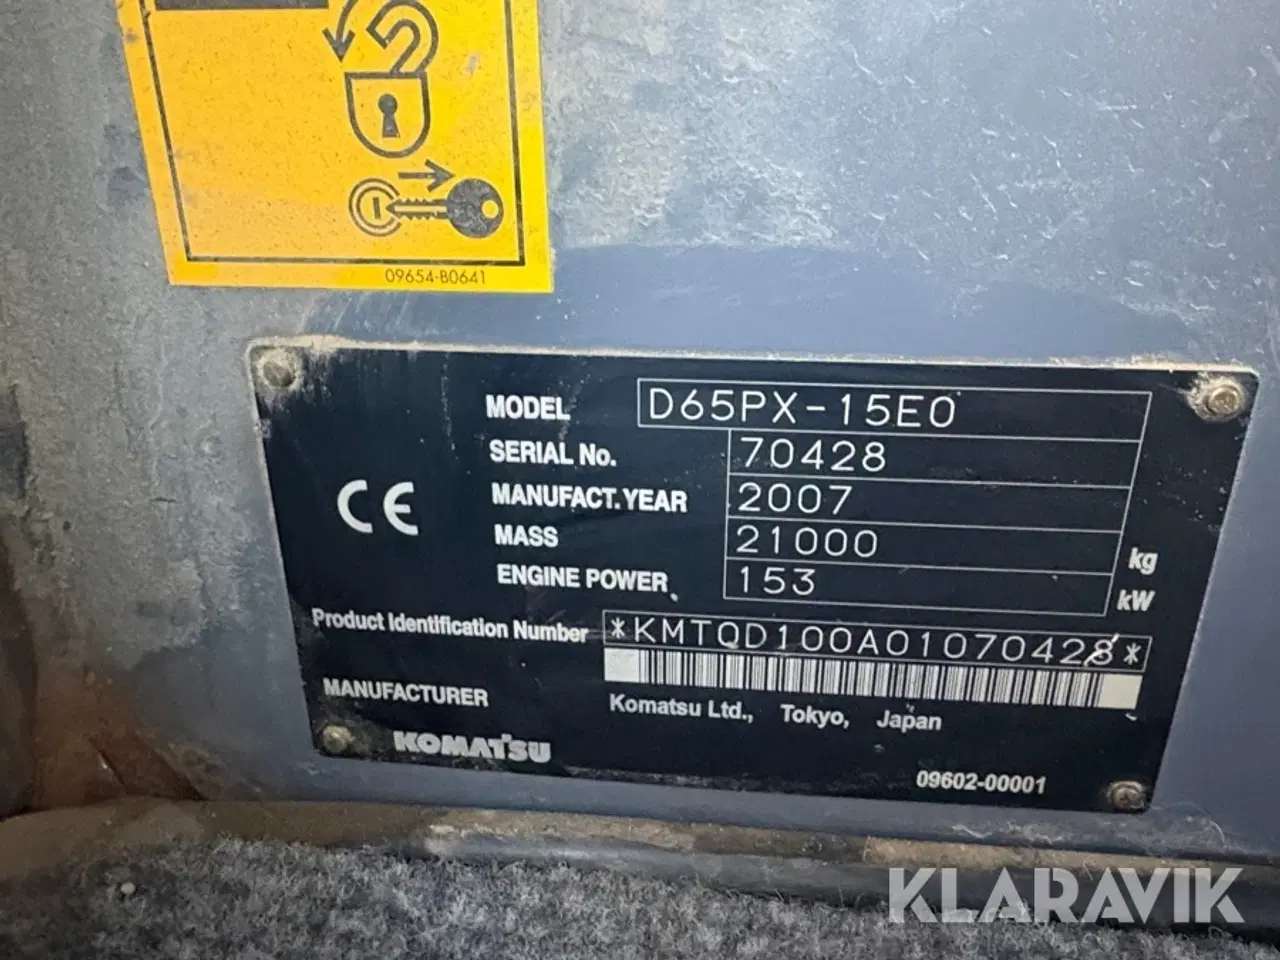 09654-B0641
MODEL D65PX-15E0
SERIAL No. 70428
MANUFACT.YEAR 2007
MASS 21000 kg
ENGINE POWER 153 kW
CE
Product Identification Number *KMT0D100A01070428*
MANUFACTURER Komatsu Ltd., Tokyo, Japan
KOMATSU
09602-00001
KLARAVIK